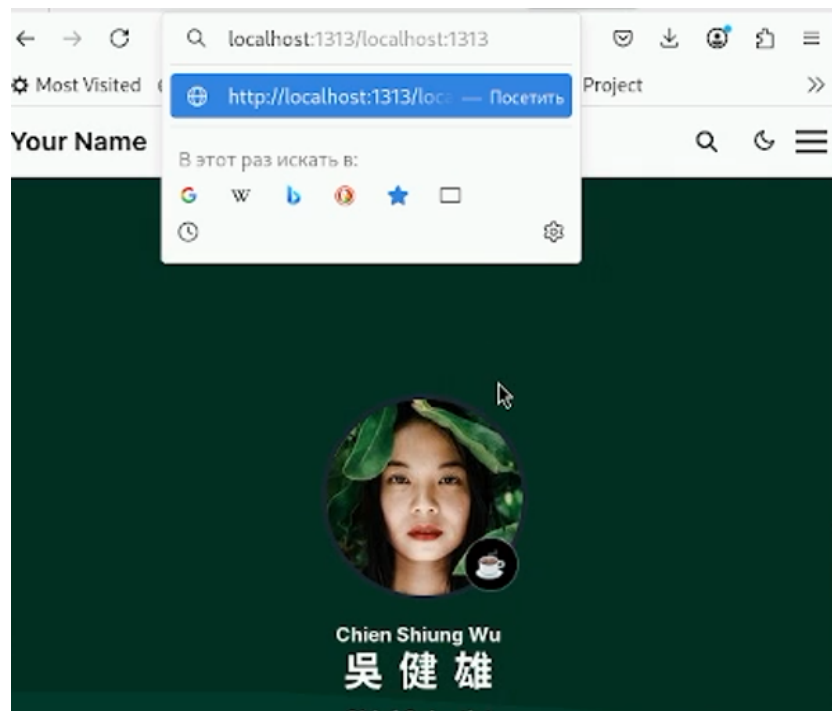 localhost:1313/localhost:1313
Most Visited
http://localhost:1313/loca — Посетить
Project
Your Name
В этот раз искать в:
Chien Shiung Wu
吳健雄